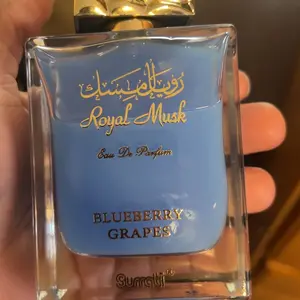 رويال مسك
Royal Musk
Eau De Parfum
BLUEBERRY
GRAPES
Surrati